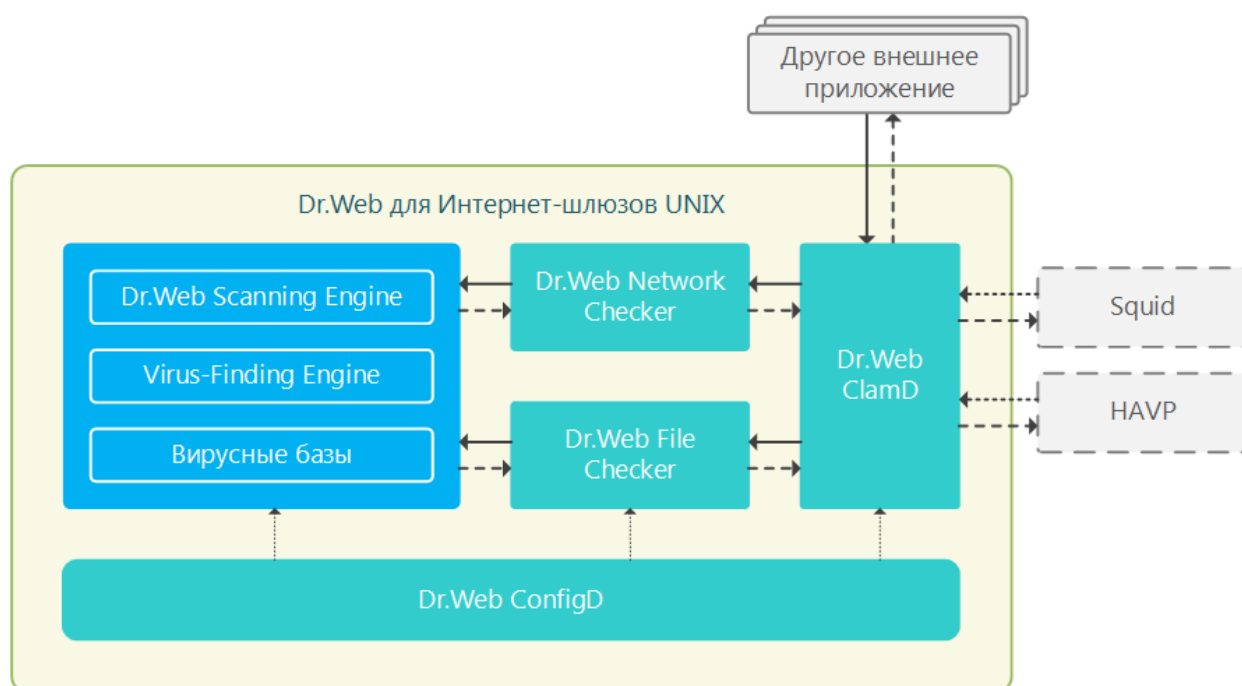 Другое внешнее
приложение
Dr.Web для Интернет-шлюзов UNIX
Dr.Web Scanning Engine
Virus-Finding Engine
Вирусные базы
Dr.Web Network
Checker
Dr.Web File
Checker
Dr.Web
ClamD
Squid
HAVP
Dr.Web ConfigD